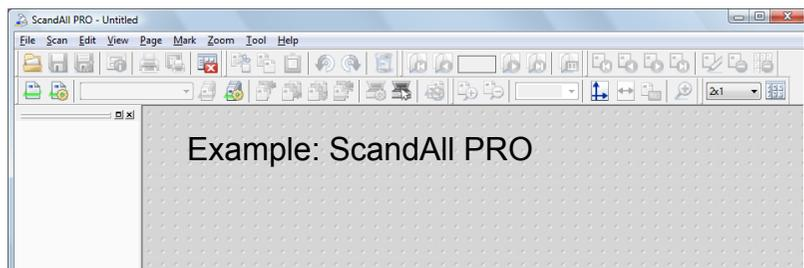 ScandAll PRO - Untitled
File Scan Edit View Page Mark Zoom Tool Help
2x1
Example: ScandAll PRO